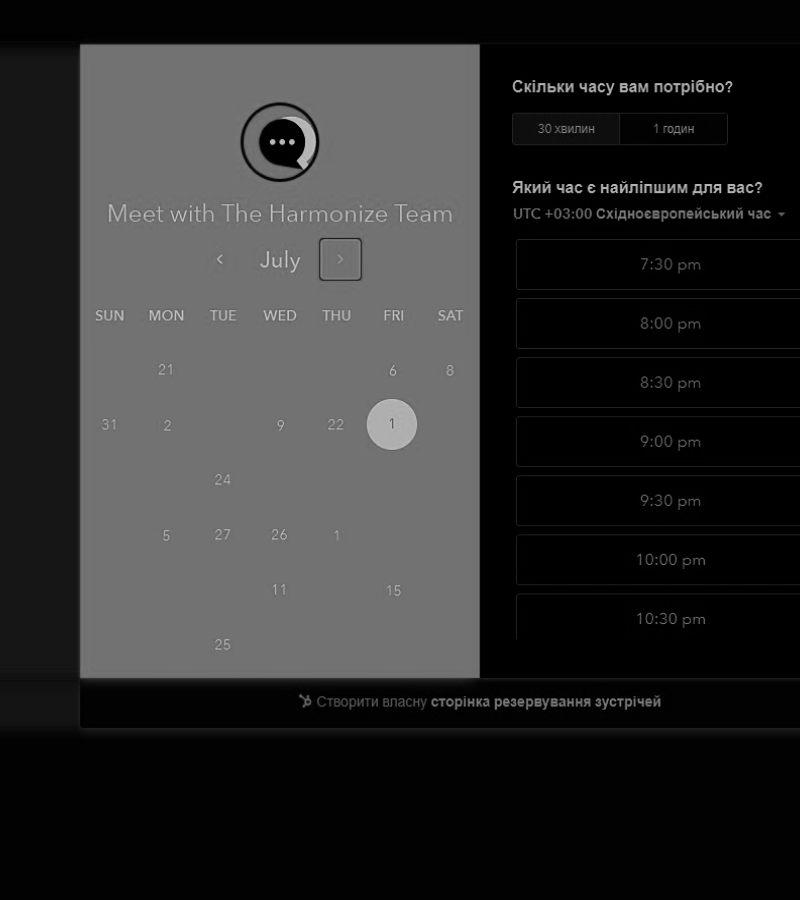 Meet with The Harmonize Team
July
SUN MON TUE WED THU FRI SAT
21 6 8
31 2 9 22 1
24
5 27 26 1
11 15
25
Скільки часу вам потрібно?
30 хвилин 1 годин
Який час є найліпшим для вас?
UTC +03:00 Східноєвропейський час
7:30 pm
8:00 pm
8:30 pm
9:00 pm
9:30 pm
10:00 pm
10:30 pm
Створити власну сторінка резервування зустрічей